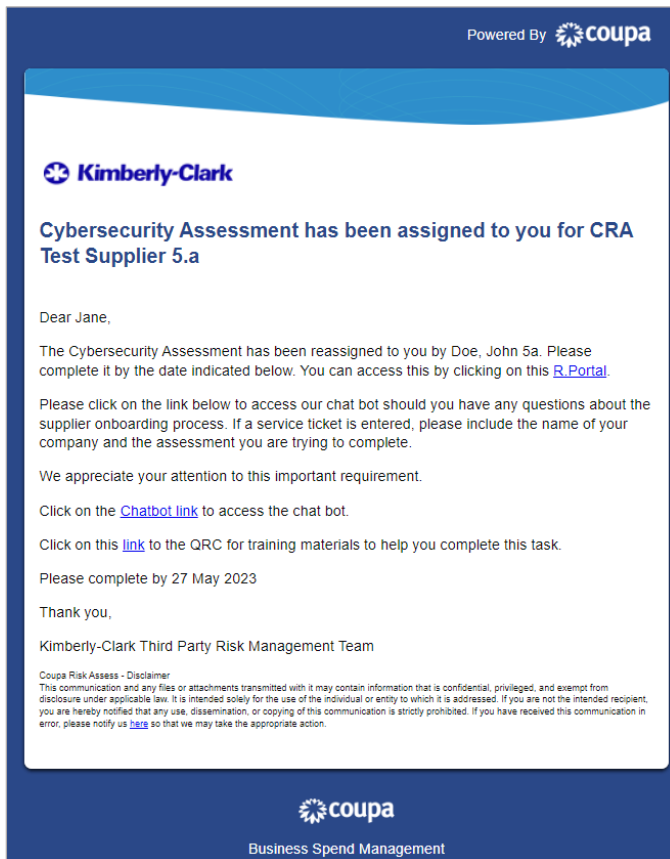 Powered By coupa
Kimberly-Clark
Cybersecurity Assessment has been assigned to you for CRA
Test Supplier 5.a
Dear Jane,
The Cybersecurity Assessment has been reassigned to you by Doe, John 5a. Please
complete it by the date indicated below. You can access this by clicking on this R.Portal.
Please click on the link below to access our chat bot should you have any questions about the
supplier onboarding process. If a service ticket is entered, please include the name of your
company and the assessment you are trying to complete.
We appreciate your attention to this important requirement.
Click on the Chatbot link to access the chat bot.
Click on this link to the QRC for training materials to help you complete this task.
Please complete by 27 May 2023
Thank you,
Kimberly-Clark Third Party Risk Management Team
Coupa Risk Assess - Disclaimer
This communication and any files or attachments transmitted with it may contain information that is confidential, privileged, and exempt from
disclosure under applicable law. It is intended solely for the use of the individual or entity to which it is addressed. If you are not the intended recipient,
you are hereby notified that any use, dissemination, or copying of this communication is strictly prohibited. If you have received this communication in
error, please notify us here so that we may take the appropriate action.
coupa
Business Spend Management